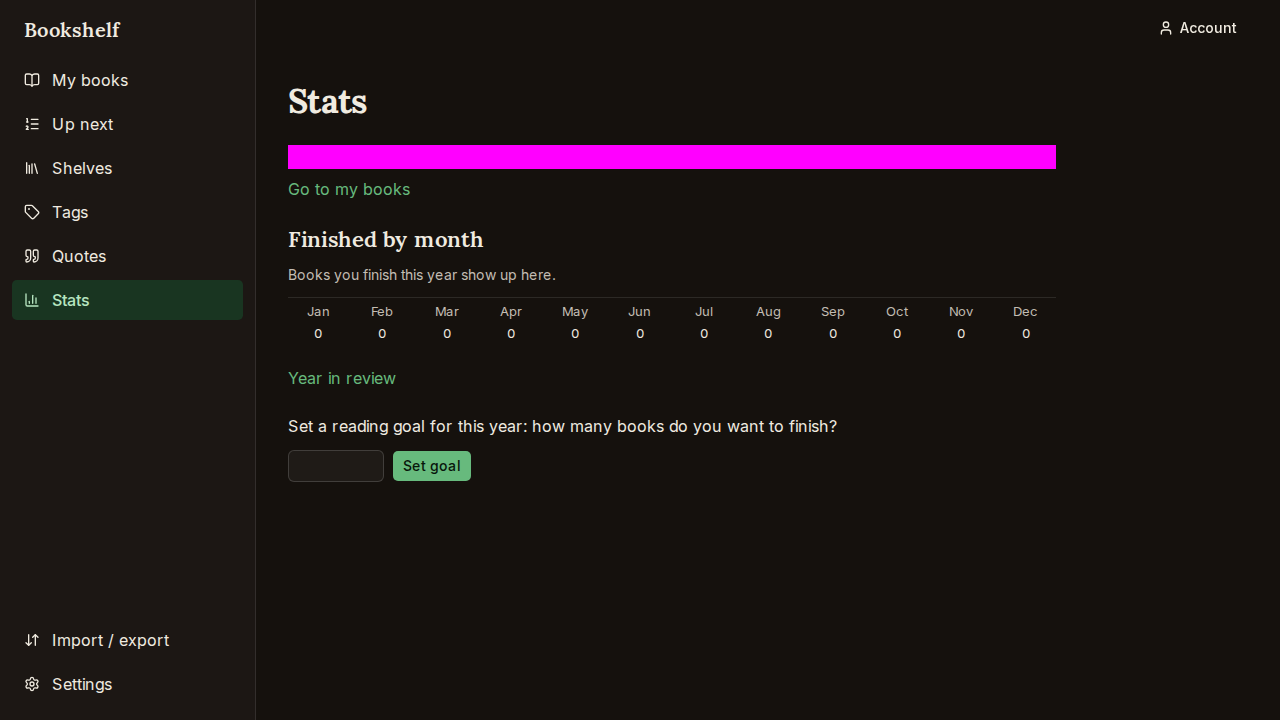 Bookshelf
Account
My books
Up next
Shelves
Tags
Quotes
Stats
Import / export
Settings
Stats
Go to my books
Finished by month
Books you finish this year show up here.
Jan Feb Mar Apr May Jun Jul Aug Sep Oct Nov Dec
0 0 0 0 0 0 0 0 0 0 0 0
Year in review
Set a reading goal for this year: how many books do you want to finish?
Set goal